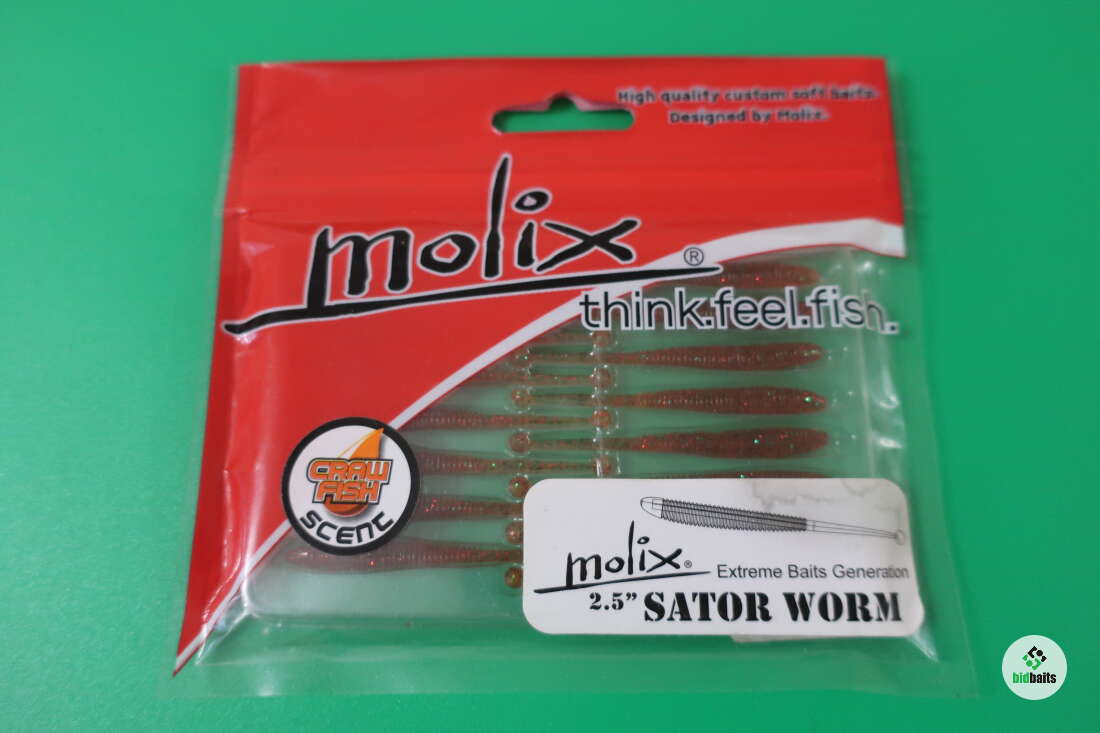 High quality custom soft baits.
Designed by Molix.
molix®
think.feel.fish.
CRAW
FISH
SCENT
molix®
Extreme Baits Generation
2.5" SATOR WORM
bidbaits